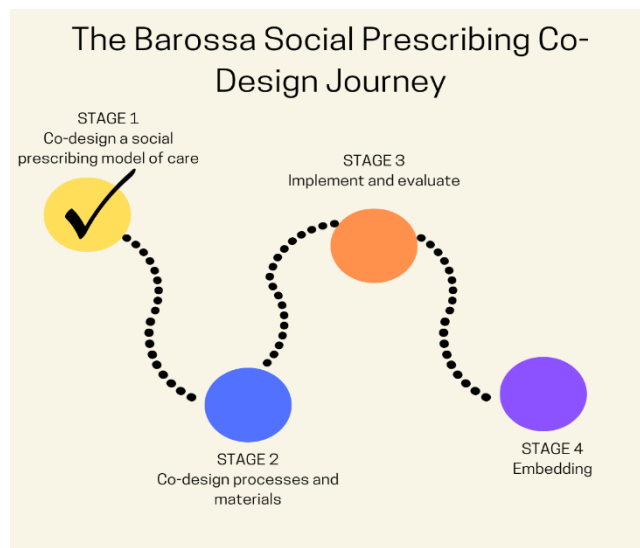 The Barossa Social Prescribing Co-
Design Journey
STAGE 1
Co-design a social
prescribing model of care
STAGE 3
Implement and evaluate
STAGE 2
Co-design processes and
materials
STAGE 4
Embedding